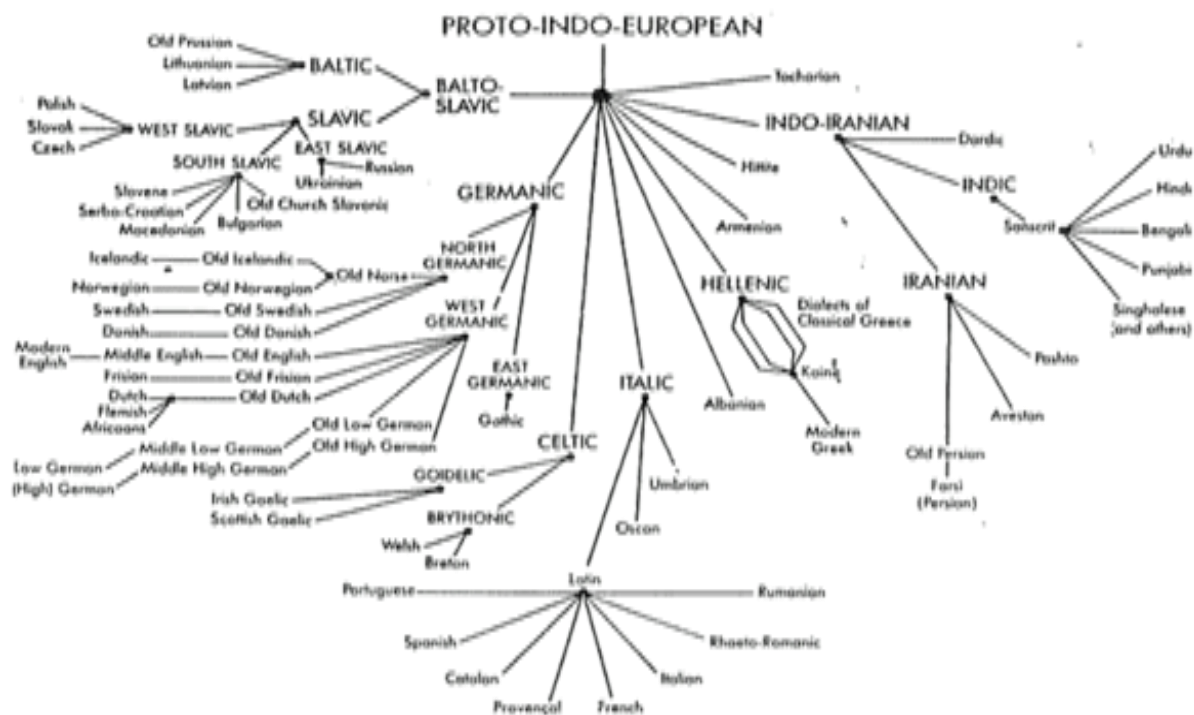 PROTO-INDO-EUROPEAN
Old Prussian
Lithuanian
Latvian
BALTIC
BALTO-
SLAVIC
Tocharian
Polish
Slovak
Czech
WEST SLAVIC
SLAVIC
EAST SLAVIC
Russian
Ukrainian
SOUTH SLAVIC
Slovene
Serbo-Croatian
Macedonian
Bulgarian
Old Church Slavonic
INDO-IRANIAN
Dardic
Hittite
INDIC
Sanscrit
Urdu
Hindi
Bengali
Punjabi
Singhalese
(and others)
GERMANIC
Armenian
NORTH
GERMANIC
Icelandic
Old Icelandic
Old Norse
Norwegian
Old Norwegian
Swedish
Old Swedish
Danish
Old Danish
WEST
GERMANIC
Modern
English
Middle English
Old English
Frisian
Old Frisian
Dutch
Flemish
Africaans
Old Dutch
Old Low German
Middle Low German
Low German
Old High German
Middle High German
(High) German
EAST
GERMANIC
Gothic
HELLENIC
Dialects of
Classical Greece
Koine
Modern
Greek
IRANIAN
Pashto
Avestan
Old Persian
Farsi
(Persian)
ITALIC
Albanian
CELTIC
GOIDELIC
Irish Gaelic
Scottish Gaelic
BRYTHONIC
Welsh
Breton
Umbrian
Oscan
Latin
Portuguese
Rumanian
Spanish
Rhaeto-Romanic
Catalan
Italian
Provençal
French